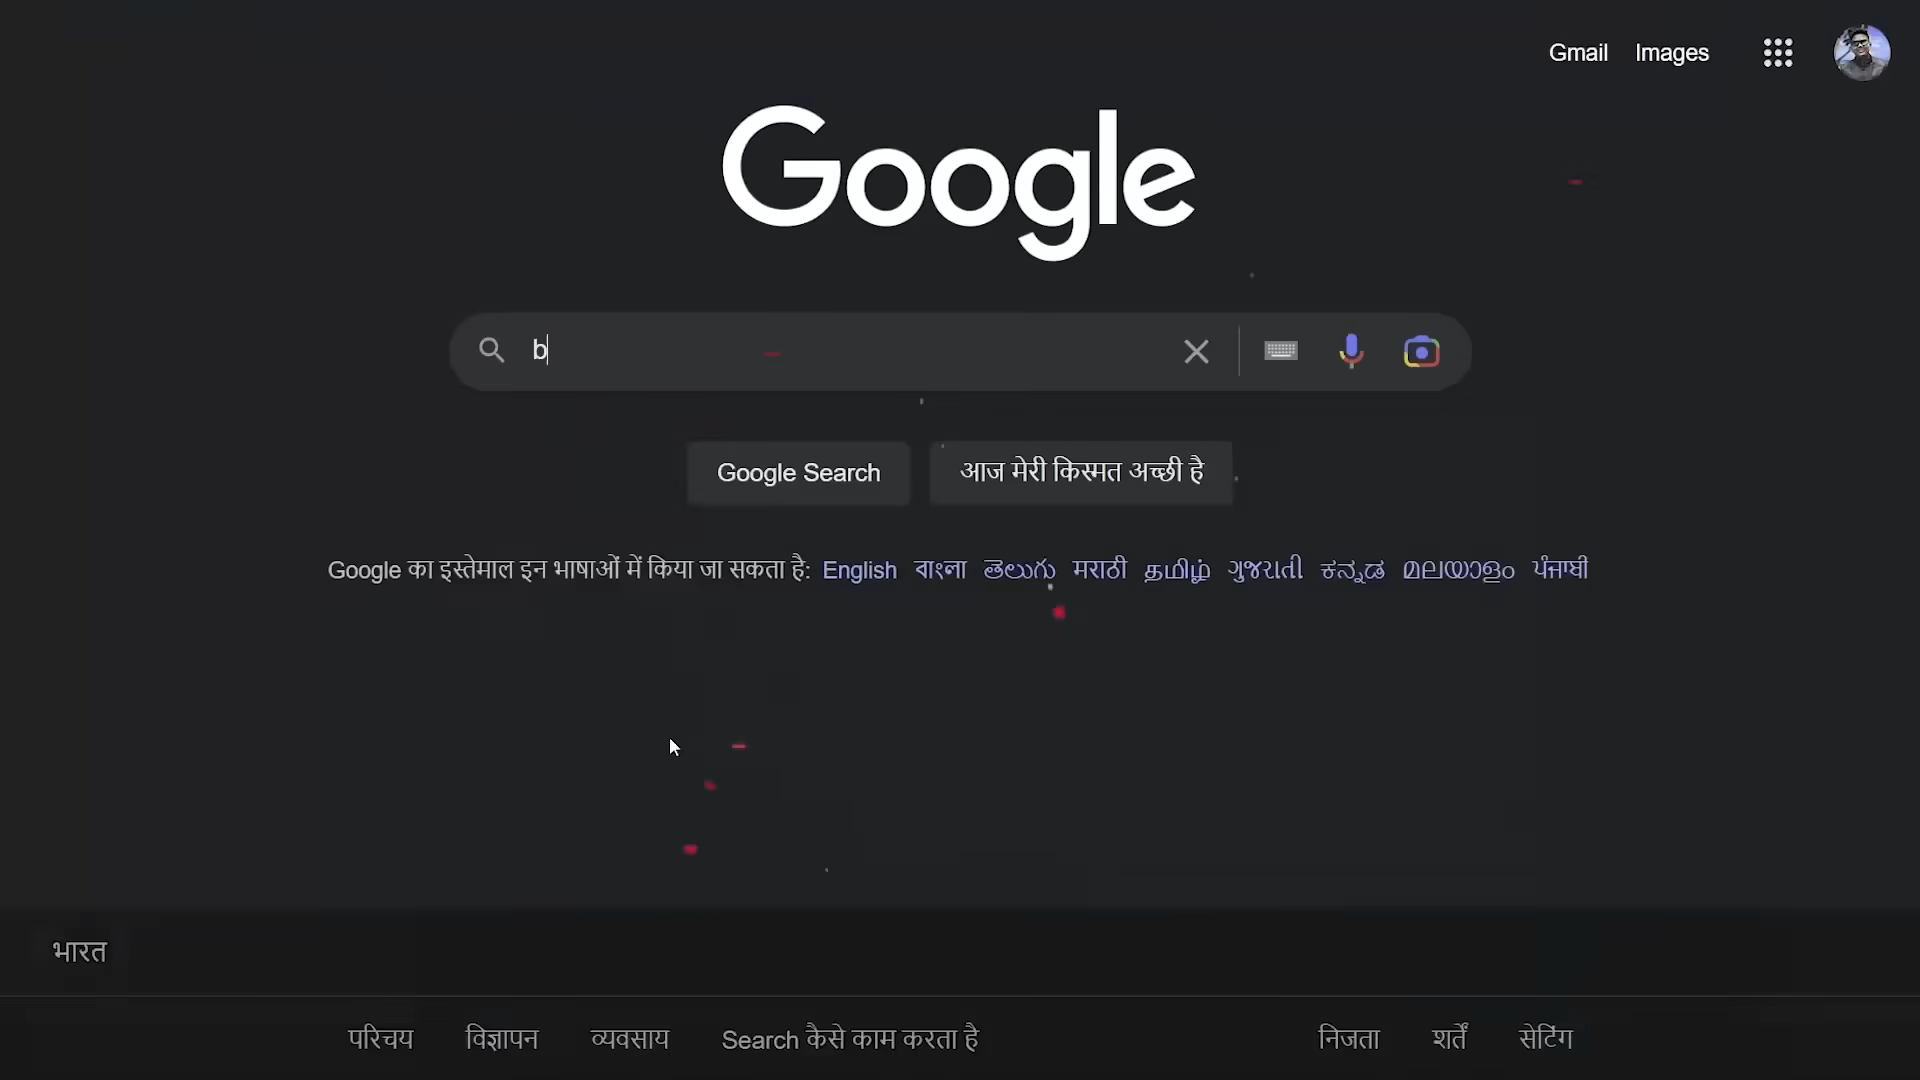 Gmail Images
Google
b
Google Search आज मेरी किस्मत अच्छी है
Google का इस्तेमाल इन भाषाओं में किया जा सकता है: English বাংলা తెలుగు मराठी தமிழ் ગુજરાતી ಕನ್ನಡ മലയാളം ਪੰਜਾਬੀ
भारत
परिचय विज्ञापन व्यवसाय Search कैसे काम करता है निजता शर्तें सेटिंग